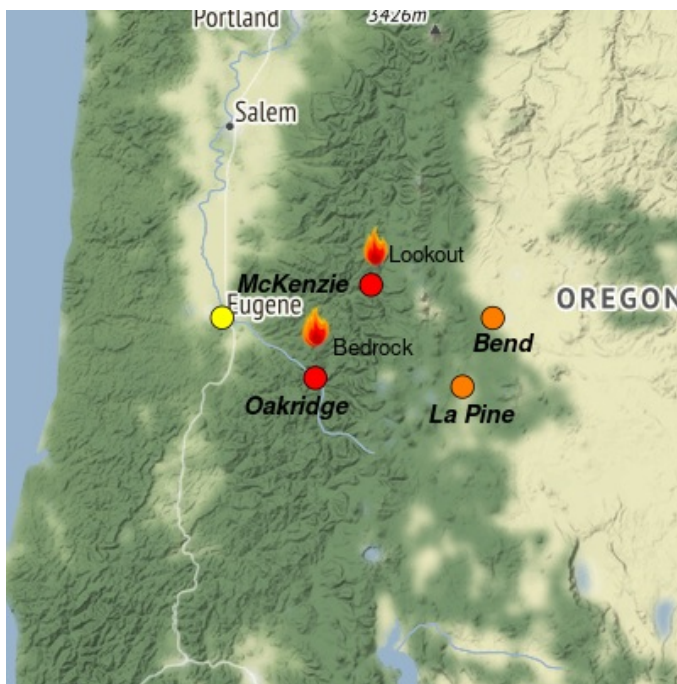 Portland
3426m
Salem
Lookout
McKenzie
Eugene
OREGON
Bedrock
Bend
Oakridge
La Pine